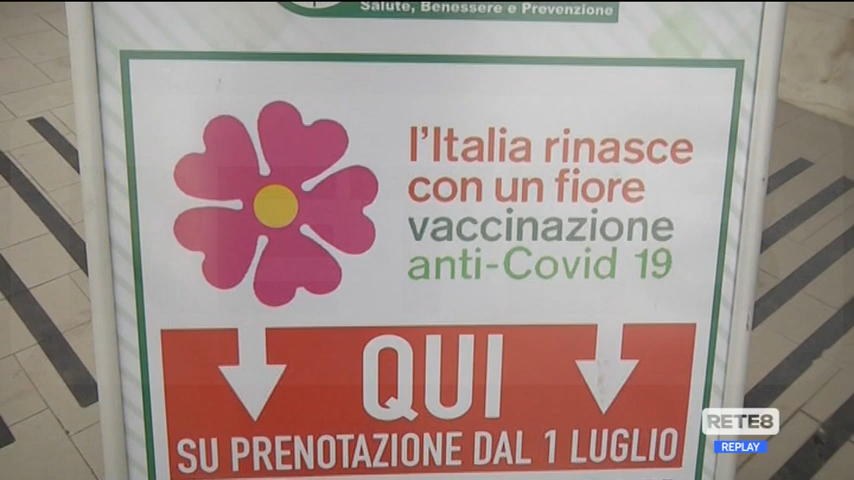 Salute, Benessere e Prevenzione
l'Italia rinasce
con un fiore
vaccinazione
anti-Covid 19
QUI
SU PRENOTAZIONE DAL 1 LUGLIO
RETE8
REPLAY